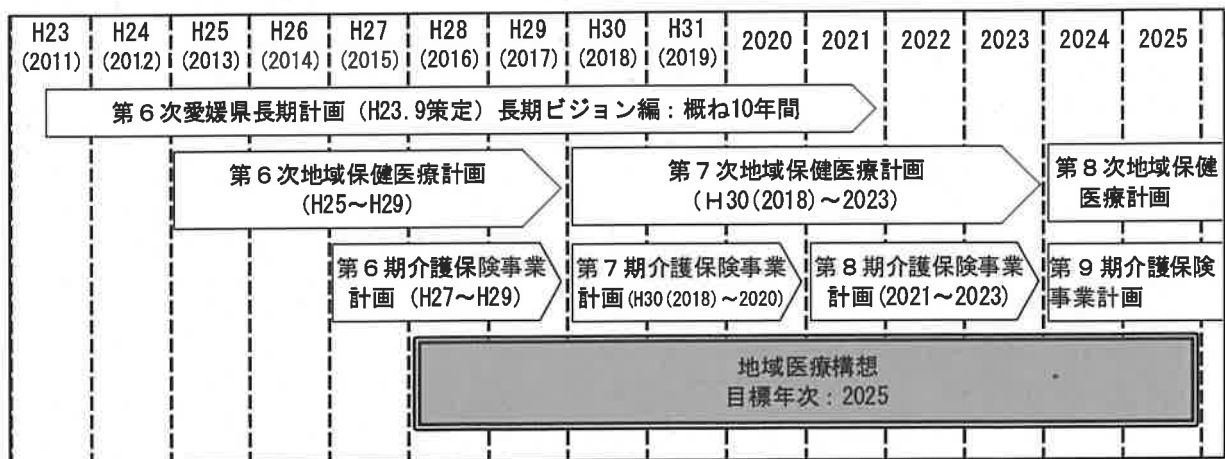 H23 H24 H25 H26 H27 H28 H29 H30 H31 2020 2021 2022 2023 2024 2025
(2011) (2012) (2013) (2014) (2015) (2016) (2017) (2018) (2019)
第6次愛媛県長期計画（H23.9策定）長期ビジョン編：概ね10年間
第6次地域保健医療計画
(H25～H29)
第7次地域保健医療計画
(H30(2018)～2023)
第8次地域保健
医療計画
第6期介護保険事業
計画（H27～H29）
第7期介護保険事業
計画(H30(2018)～2020)
第8期介護保険事業
計画(2021～2023)
第9期介護保険
事業計画
地域医療構想
目標年次：2025